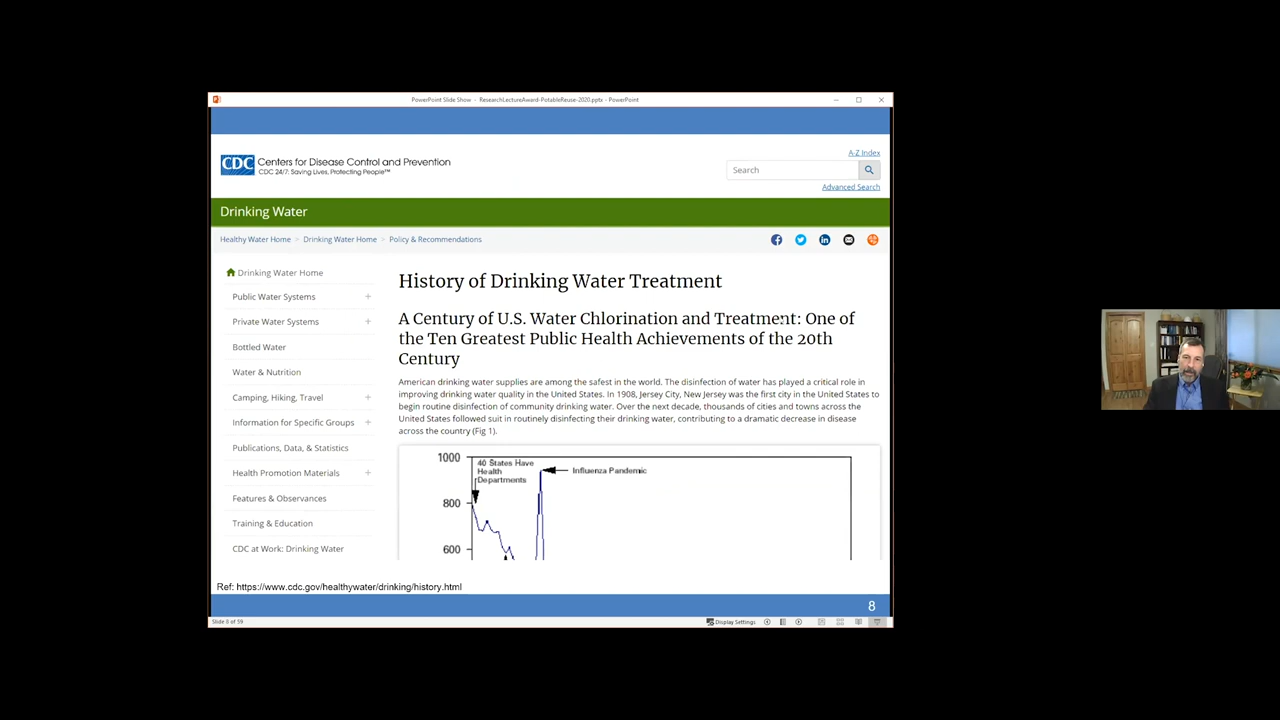 PowerPoint Slide Show - ResearchLectureAward-PotableReuse-2020.pptx - PowerPoint
A-Z Index
CDC Centers for Disease Control and Prevention
CDC 24/7: Saving Lives, Protecting People™
Search
Advanced Search
Drinking Water
Healthy Water Home > Drinking Water Home > Policy & Recommendations
Drinking Water Home
Public Water Systems +
Private Water Systems +
Bottled Water
Water & Nutrition
Camping, Hiking, Travel +
Information for Specific Groups +
Publications, Data, & Statistics
Health Promotion Materials +
Features & Observances
Training & Education
CDC at Work: Drinking Water
History of Drinking Water Treatment
A Century of U.S. Water Chlorination and Treatment: One of
the Ten Greatest Public Health Achievements of the 20th
Century
American drinking water supplies are among the safest in the world. The disinfection of water has played a critical role in
improving drinking water quality in the United States. In 1908, Jersey City, New Jersey was the first city in the United States to
begin routine disinfection of community drinking water. Over the next decade, thousands of cities and towns across the
United States followed suit in routinely disinfecting their drinking water, contributing to a dramatic decrease in disease
across the country (Fig 1).
1000
40 States Have
Health
Departments
Influenza Pandemic
800
600
Ref: https://www.cdc.gov/healthywater/drinking/history.html
8
Slide 8 of 59
Display Settings